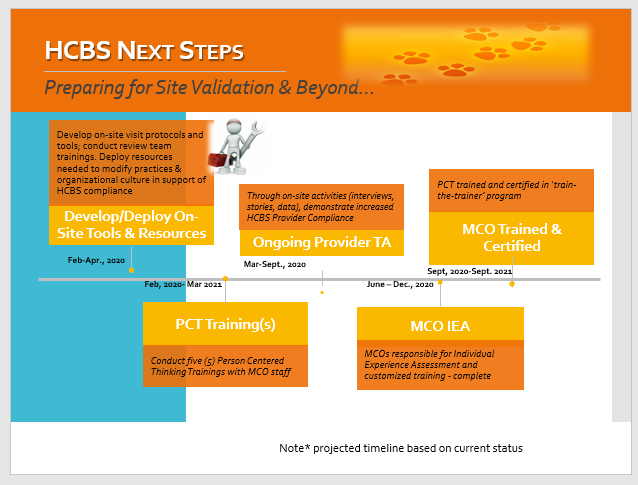 HCBS NEXT STEPS
Preparing for Site Validation & Beyond...
Develop on-site visit protocols and
tools; conduct review team
trainings. Deploy resources
needed to modify practices &
organizational culture in support of
HCBS compliance
Develop/Deploy On-
Site Tools & Resources
Feb-Apr., 2020
Feb, 2020- Mar 2021
PCT Training(s)
Conduct five (5) Person Centered
Thinking Trainings with MCO staff
Through on-site activities (interviews,
stories, data), demonstrate increased
HCBS Provider Compliance
Ongoing Provider TA
Mar-Sept., 2020
June – Dec., 2020
MCO IEA
MCOs responsible for Individual
Experience Assessment and
customized training - complete
PCT trained and certified in ‘train-
the-trainer’ program
MCO Trained &
Certified
Sept, 2020-Sept. 2021
Note* projected timeline based on current status